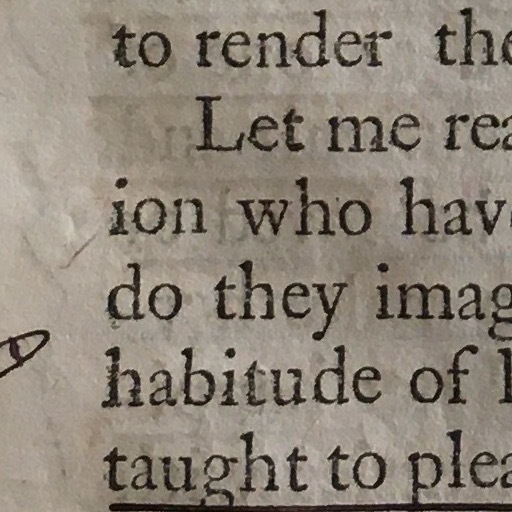 to render the
Let me rea
ion who hav
do they imag
habitude of l
taught to plea